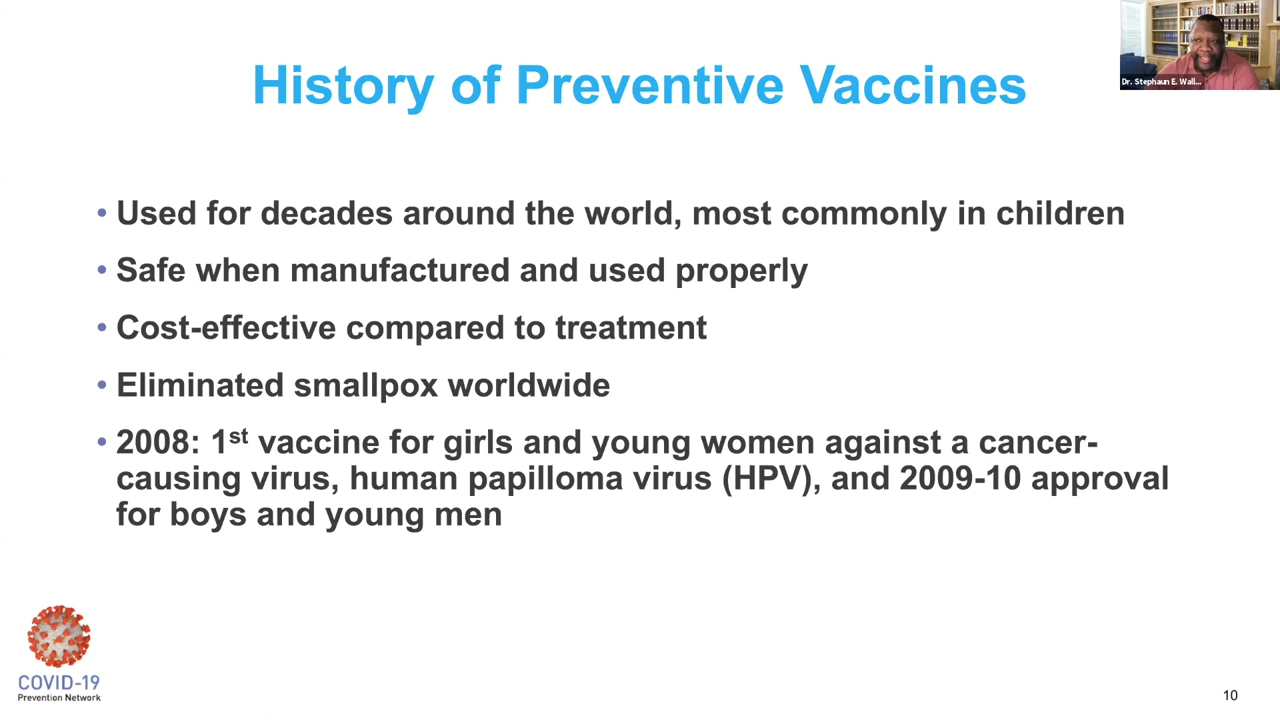 History of Preventive Vaccines
Dr. Stephaun E. Wall...
• Used for decades around the world, most commonly in children
• Safe when manufactured and used properly
• Cost-effective compared to treatment
• Eliminated smallpox worldwide
• 2008: 1st vaccine for girls and young women against a cancer-
causing virus, human papilloma virus (HPV), and 2009-10 approval
for boys and young men
COVID-19
Prevention Network
10